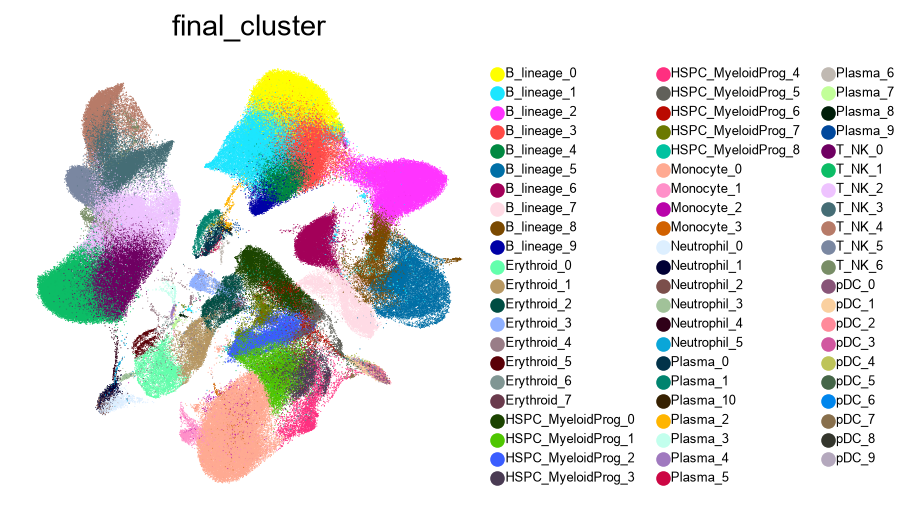 final_cluster
B_lineage_0
B_lineage_1
B_lineage_2
B_lineage_3
B_lineage_4
B_lineage_5
B_lineage_6
B_lineage_7
B_lineage_8
B_lineage_9
Erythroid_0
Erythroid_1
Erythroid_2
Erythroid_3
Erythroid_4
Erythroid_5
Erythroid_6
Erythroid_7
HSPC_MyeloidProg_0
HSPC_MyeloidProg_1
HSPC_MyeloidProg_2
HSPC_MyeloidProg_3
HSPC_MyeloidProg_4
HSPC_MyeloidProg_5
HSPC_MyeloidProg_6
HSPC_MyeloidProg_7
HSPC_MyeloidProg_8
Monocyte_0
Monocyte_1
Monocyte_2
Monocyte_3
Neutrophil_0
Neutrophil_1
Neutrophil_2
Neutrophil_3
Neutrophil_4
Neutrophil_5
Plasma_0
Plasma_1
Plasma_10
Plasma_2
Plasma_3
Plasma_4
Plasma_5
Plasma_6
Plasma_7
Plasma_8
Plasma_9
T_NK_0
T_NK_1
T_NK_2
T_NK_3
T_NK_4
T_NK_5
T_NK_6
pDC_0
pDC_1
pDC_2
pDC_3
pDC_4
pDC_5
pDC_6
pDC_7
pDC_8
pDC_9